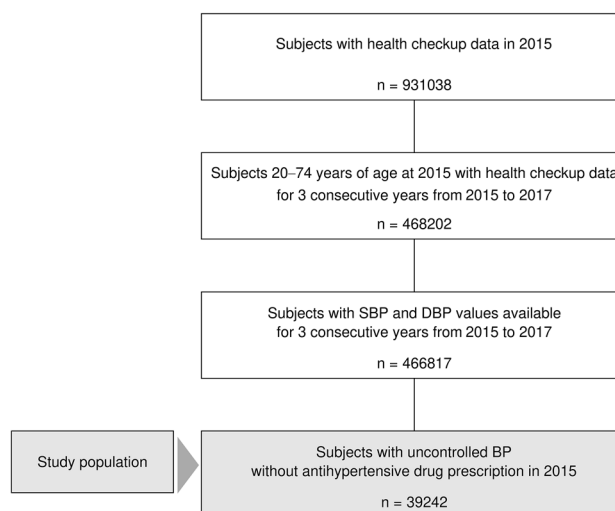 Subjects with health checkup data in 2015
n = 931038
Subjects 20–74 years of age at 2015 with health checkup data
for 3 consecutive years from 2015 to 2017
n = 468202
Subjects with SBP and DBP values available
for 3 consecutive years from 2015 to 2017
n = 466817
Study population
Subjects with uncontrolled BP
without antihypertensive drug prescription in 2015
n = 39242